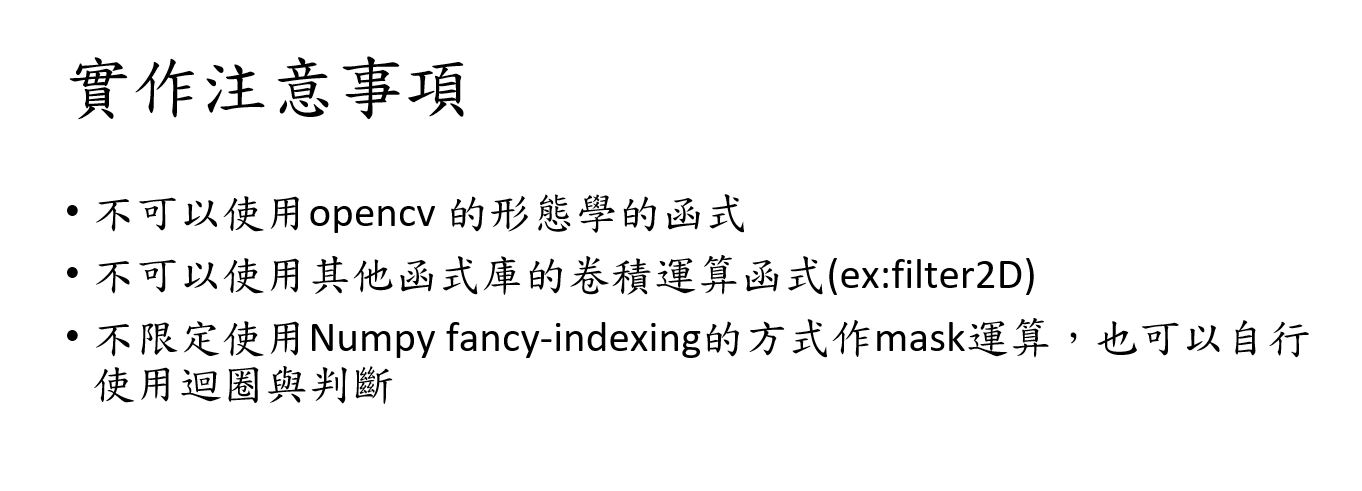 實作注意事項
• 不可以使用opencv 的形態學的函式
• 不可以使用其他函式庫的卷積運算函式(ex:filter2D)
• 不限定使用Numpy fancy-indexing的方式作mask運算，也可以自行
使用迴圈與判斷